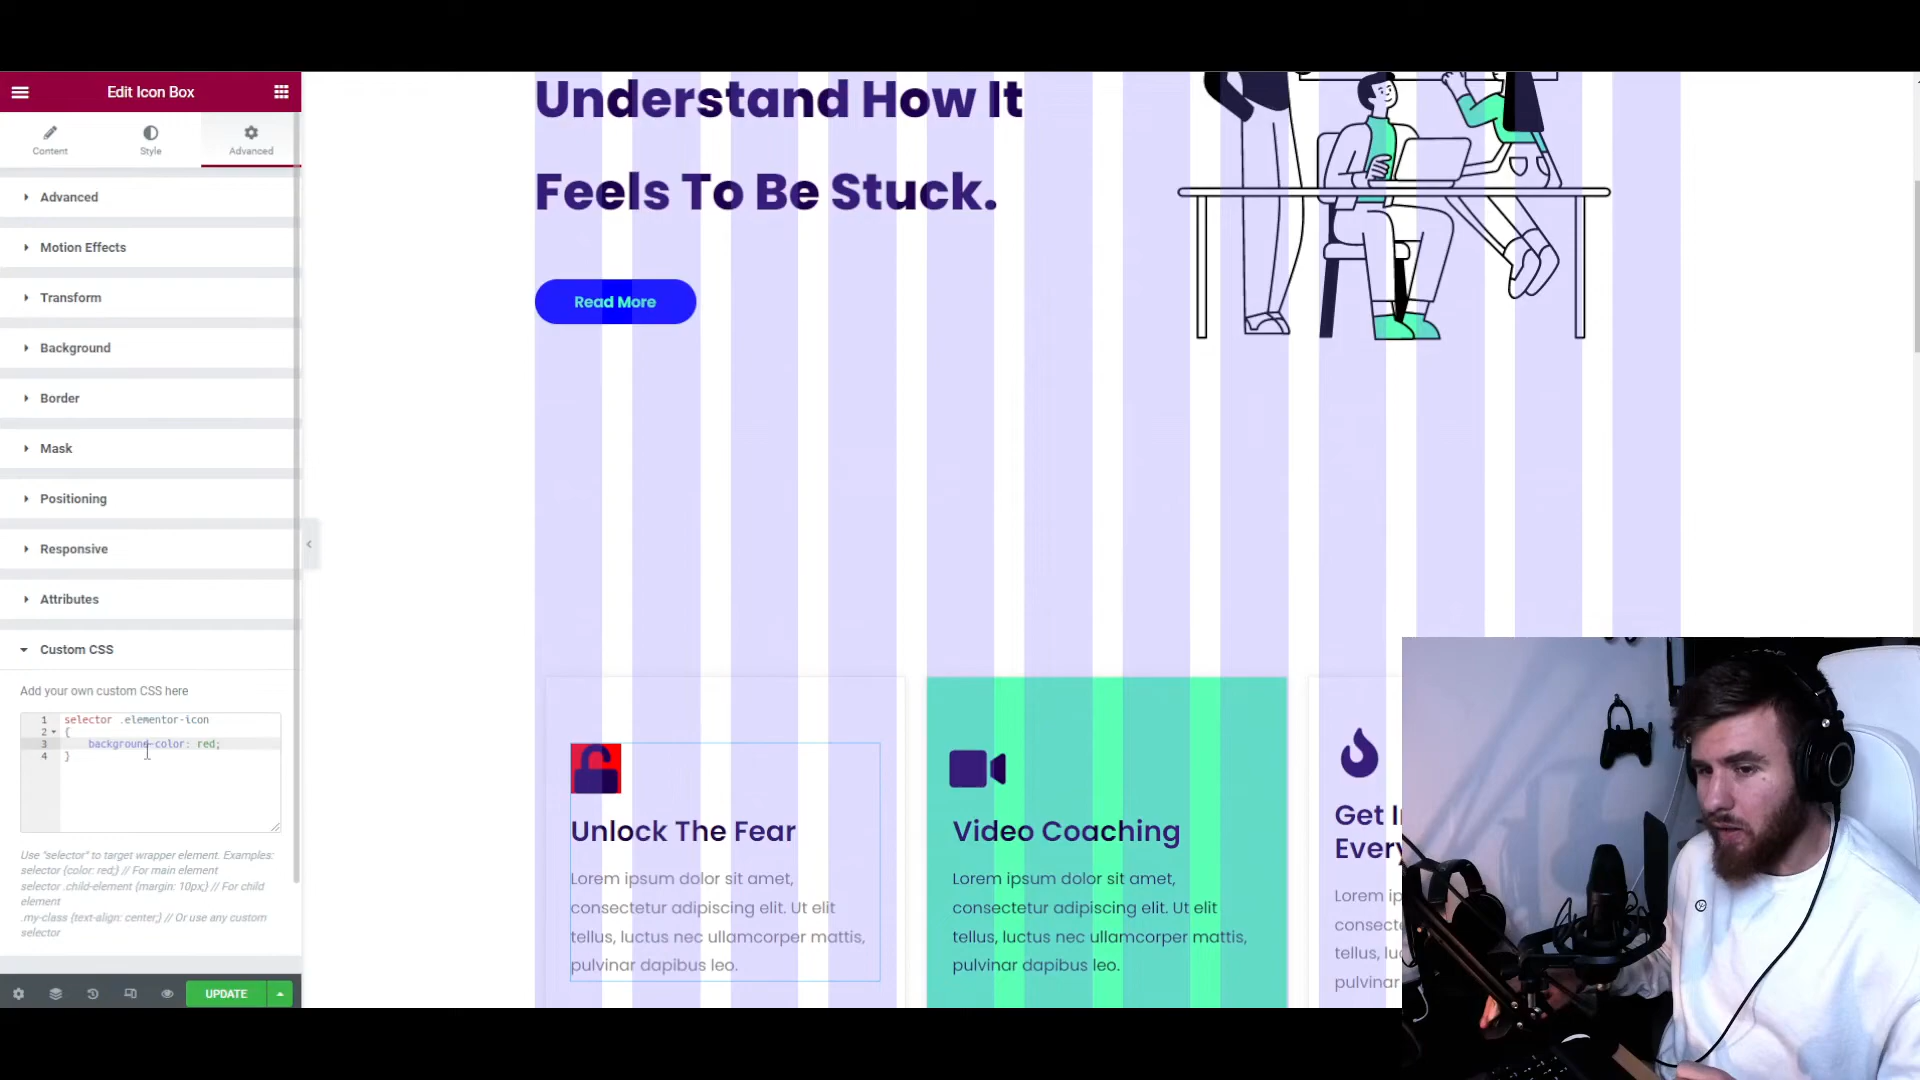 Edit Icon Box
Content
Style
Advanced
Advanced
Motion Effects
Transform
Background
Border
Mask
Positioning
Responsive
Attributes
Custom CSS
Add your own custom CSS here
1 selector .elementor-icon
2 {
3 background-color: red;
4 }
Use "selector" to target wrapper element. Examples:
selector {color: red;} // For main element
selector .child-element {margin: 10px;} // For child
element
.my-class {text-align: center;} // Or use any custom
selector
UPDATE
Understand How It
Feels To Be Stuck.
Read More
Unlock The Fear
Lorem ipsum dolor sit amet,
consectetur adipiscing elit. Ut elit
tellus, luctus nec ullamcorper mattis,
pulvinar dapibus leo.
Video Coaching
Lorem ipsum dolor sit amet,
consectetur adipiscing elit. Ut elit
tellus, luctus nec ullamcorper mattis,
pulvinar dapibus leo.
Get
Every
Lorem
pulvinar